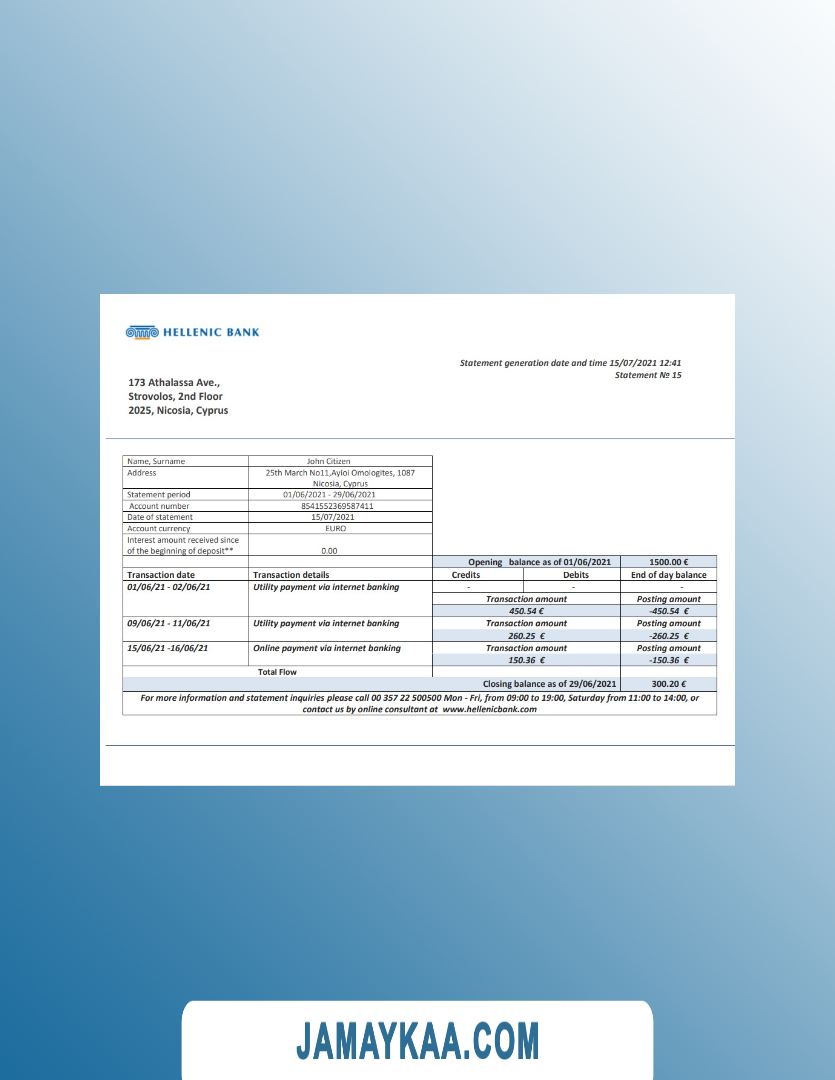 HELLENIC BANK
Statement generation date and time 15/07/2021 12:41
Statement № 15
173 Athalassa Ave.,
Strovolos, 2nd Floor
2025, Nicosia, Cyprus
Name, Surname John Citizen
Address 25th March No11,Ayloi Omologites, 1087
Nicosia, Cyprus
Statement period 01/06/2021 - 29/06/2021
Account number 8541552369587411
Date of statement 15/07/2021
Account currency EURO
Interest amount received since
of the beginning of deposit** 0.00
Opening balance as of 01/06/2021 1500.00 €
Transaction date Transaction details Credits Debits End of day balance
01/06/21 - 02/06/21 Utility payment via internet banking - - -
Transaction amount Posting amount
450.54 € -450.54 €
09/06/21 - 11/06/21 Utility payment via internet banking Transaction amount Posting amount
260.25 € -260.25 €
15/06/21 -16/06/21 Online payment via internet banking Transaction amount Posting amount
150.36 € -150.36 €
Total Flow
Closing balance as of 29/06/2021 300.20 €
For more information and statement inquiries please call 00 357 22 500500 Mon - Fri, from 09:00 to 19:00, Saturday from 11:00 to 14:00, or
contact us by online consultant at www.hellenicbank.com
JAMAYKAA.COM